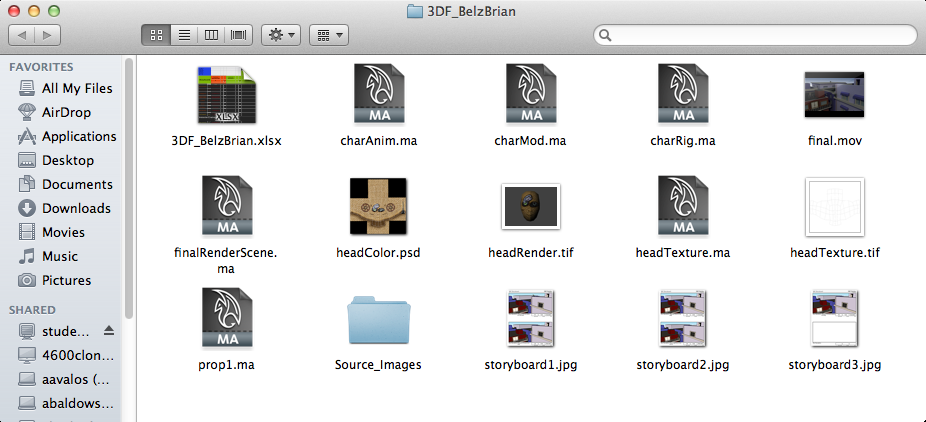 3DF_BelzBrian
FAVORITES
All My Files
AirDrop
Applications
Desktop
Documents
Downloads
Movies
Music
Pictures
SHARED
stude...
4600clon...
aavalos (...
abaldows...
XLSX
3DF_BelzBrian.xlsx
MA
charAnim.ma
MA
charMod.ma
MA
charRig.ma
final.mov
MA
finalRenderScene.
ma
headColor.psd
headRender.tif
MA
headTexture.ma
headTexture.tif
MA
prop1.ma
Source_Images
storyboard1.jpg
storyboard2.jpg
storyboard3.jpg